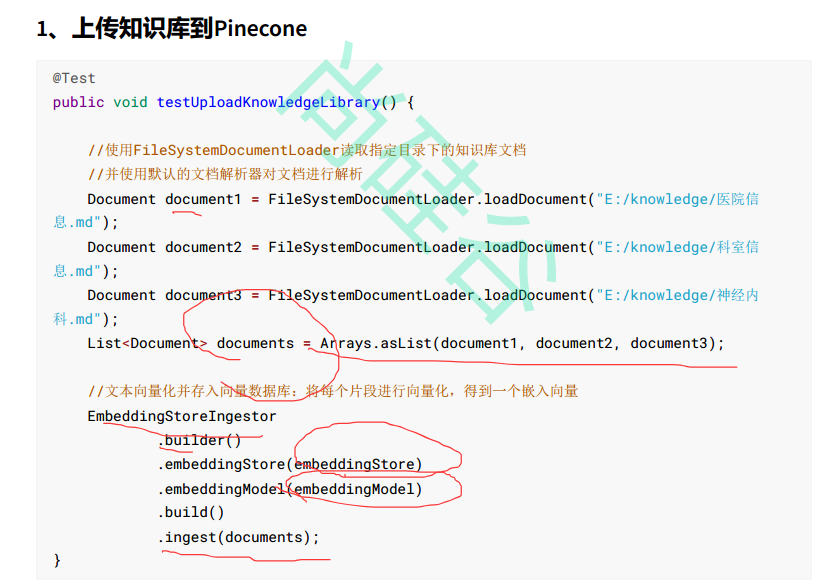 1、上传知识库到Pinecone
@Test
public void testUploadKnowledgeLibrary() {
//使用FileSystemDocumentLoader读取指定目录下的知识库文档
//并使用默认的文档解析器对文档进行解析
Document document1 = FileSystemDocumentLoader.loadDocument("E:/knowledge/医院信
息.md");
Document document2 = FileSystemDocumentLoader.loadDocument("E:/knowledge/科室信
息.md");
Document document3 = FileSystemDocumentLoader.loadDocument("E:/knowledge/神经内
科.md");
List<Document> documents = Arrays.asList(document1, document2, document3);
//文本向量化并存入向量数据库：将每个片段进行向量化，得到一个嵌入向量
EmbeddingStoreIngestor
.builder()
.embeddingStore(embeddingStore)
.embeddingModel(embeddingModel)
.build()
.ingest(documents);
}
尚硅谷